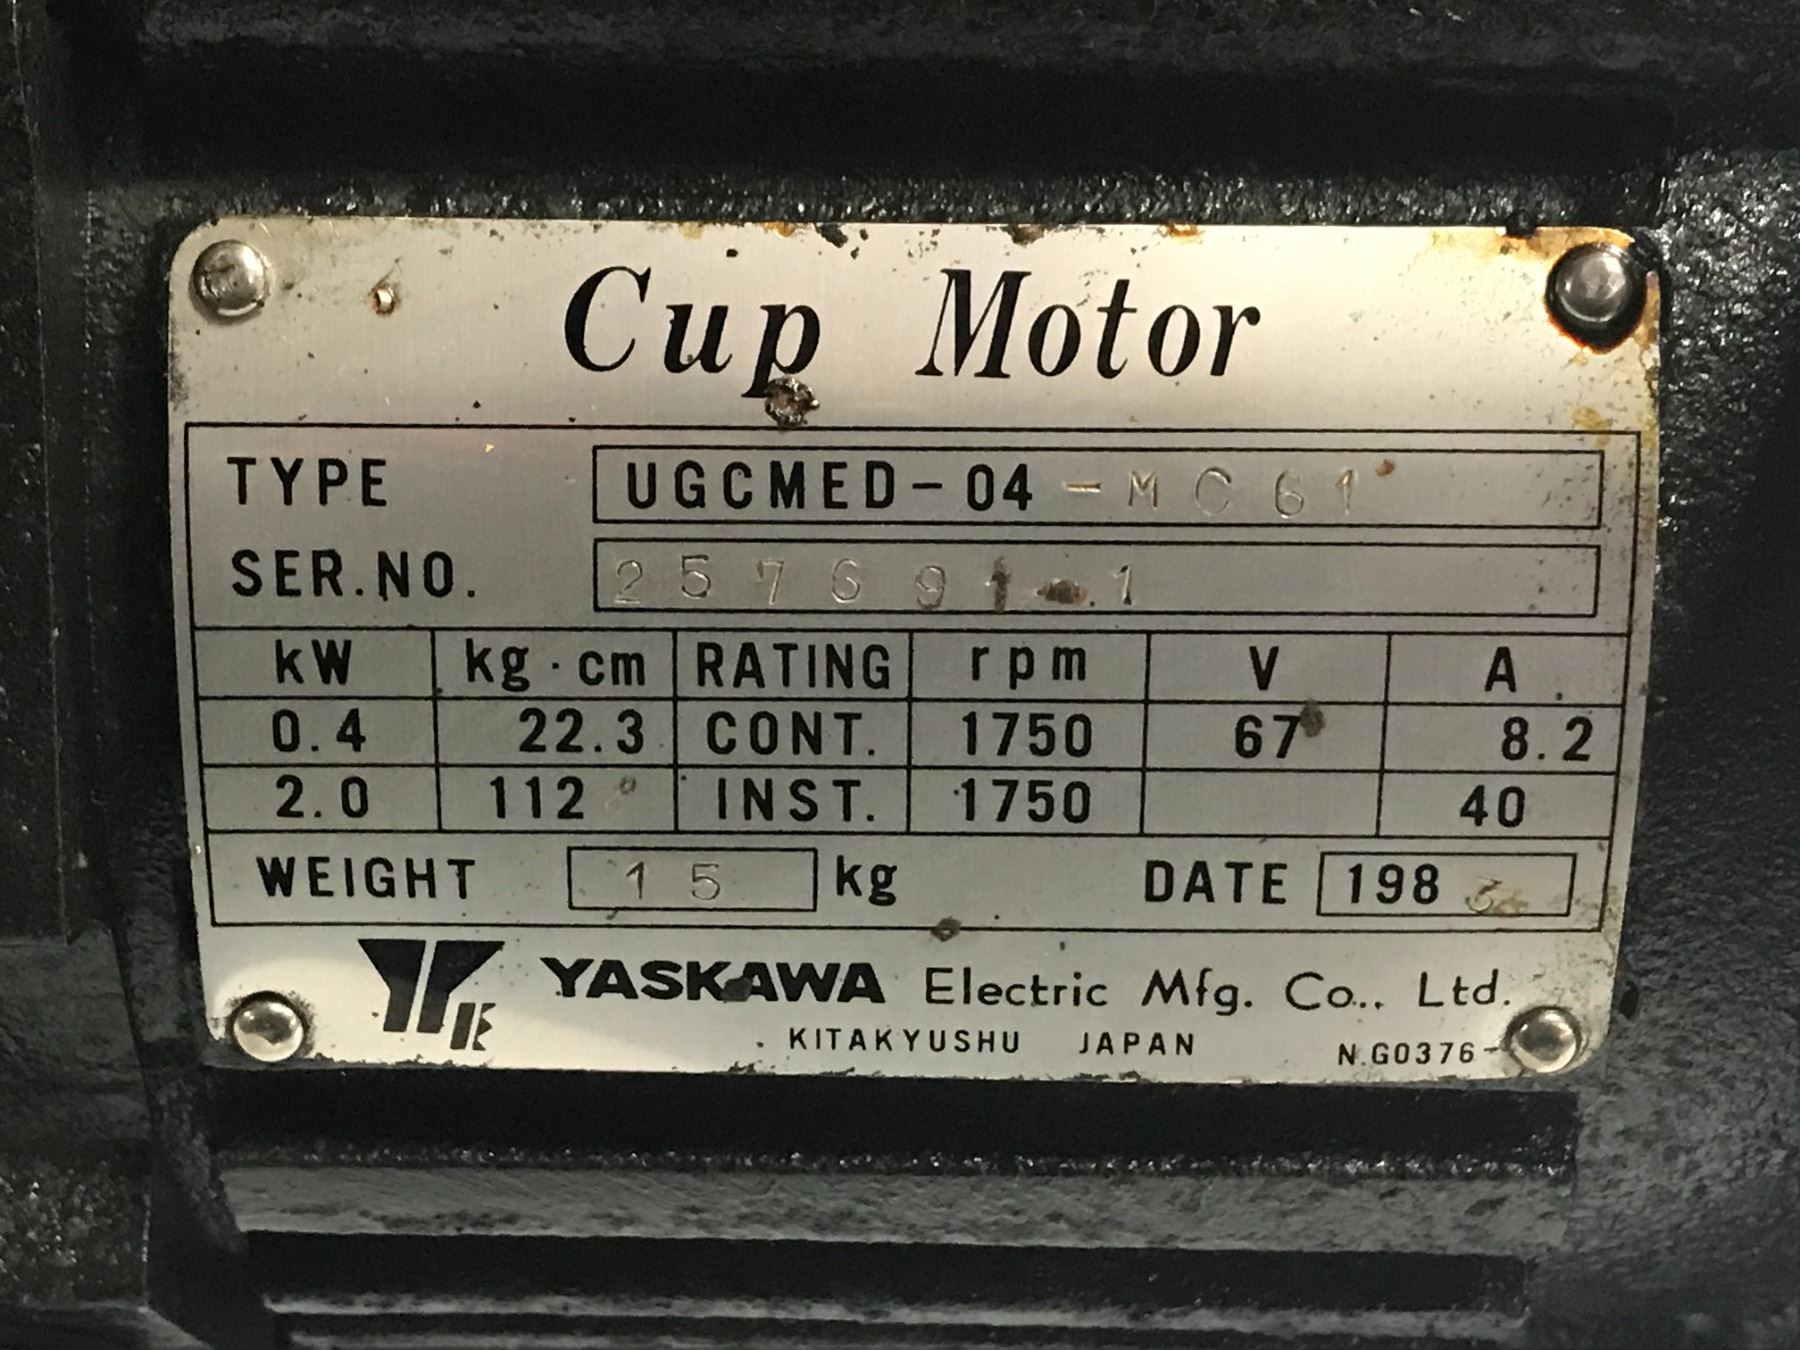 Cup Motor
TYPE UGCMED-04-MC61
SER.NO. 257691-1
kW kg·cm RATING rpm V A
0.4 22.3 CONT. 1750 67 8.2
2.0 112 INST. 1750 40
WEIGHT 15 kg DATE 1983
YE YASKAWA Electric Mfg. Co., Ltd.
KITAKYUSHU JAPAN N.G0376-